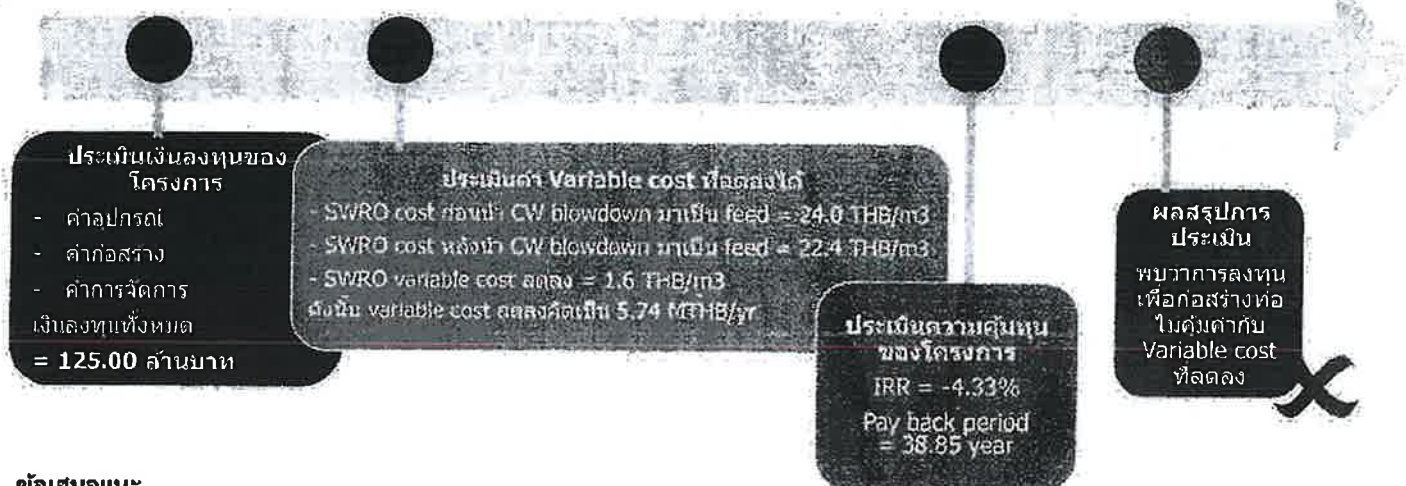 ประเมินเงินลงทุนของ
โครงการ
- ค่าอุปกรณ์
- ค่าก่อสร้าง
- ค่าการจัดการ
เงินลงทุนทั้งหมด
= 125.00 ล้านบาท
ประเมินค่า Variable cost ที่ลดลงได้
- SWRO cost ก่อนนำ CW blowdown มาเป็น feed = 24.0 THB/m3
- SWRO cost หลังนำ CW blowdown มาเป็น feed = 22.4 THB/m3
- SWRO variable cost ลดลง = 1.6 THB/m3
ดังนั้น variable cost ลดลงคิดเป็น 5.74 MTHB/yr
ประเมินความคุ้มทุน
ของโครงการ
IRR = -4.33%
Pay back period
= 38.85 year
ผลสรุปการ
ประเมิน
พบว่าการลงทุน
เพื่อก่อสร้างท่อ
ไม่คุ้มค่ากับ
Variable cost
ที่ลดลง
ข้อเสนอแนะ